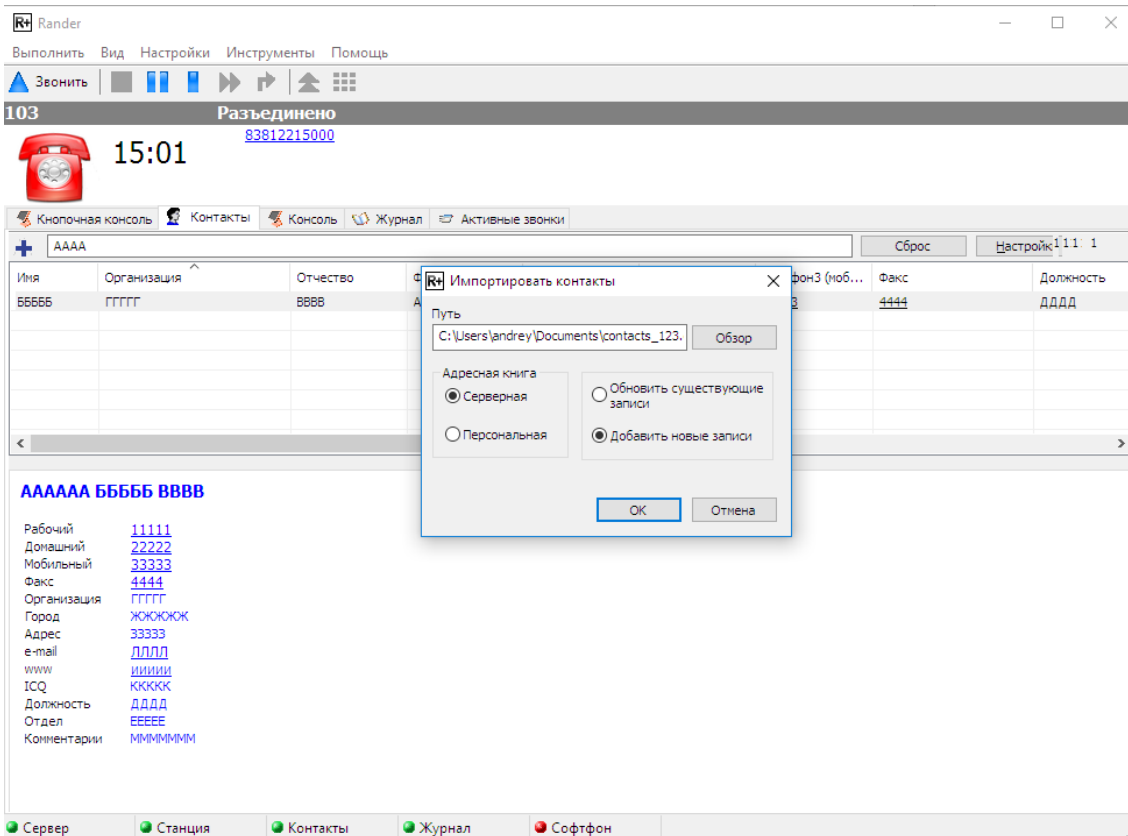 R+ Rander
Выполнить Вид Настройки Инструменты Помощь
Звонить
103 Разъединено
83812215000
15:01
Кнопочная консоль Контакты Консоль Журнал Активные звонки
АААА Сброс Настройк
Имя Организация Отчество Ф фон3 (моб... Факс Должность
БББББ ГГГГГ ВВВВ А 3 4444 ДДДД
R+ Импортировать контакты
Путь
C:\Users\andrey\Documents\contacts_123.
Обзор
Адресная книга
Серверная
Персональная
Обновить существующие
записи
Добавить новые записи
ОК Отмена
АААААА БББББ ВВВВ
Рабочий 11111
Домашний 22222
Мобильный 33333
Факс 4444
Организация ГГГГГ
Город ЖЖЖЖЖ
Адрес 33333
e-mail ЛЛЛЛ
www ИИИИИ
ICQ ККККК
Должность ДДДД
Отдел ЕЕЕЕЕ
Комментарии МММММММ
Сервер Станция Контакты Журнал Софтфон